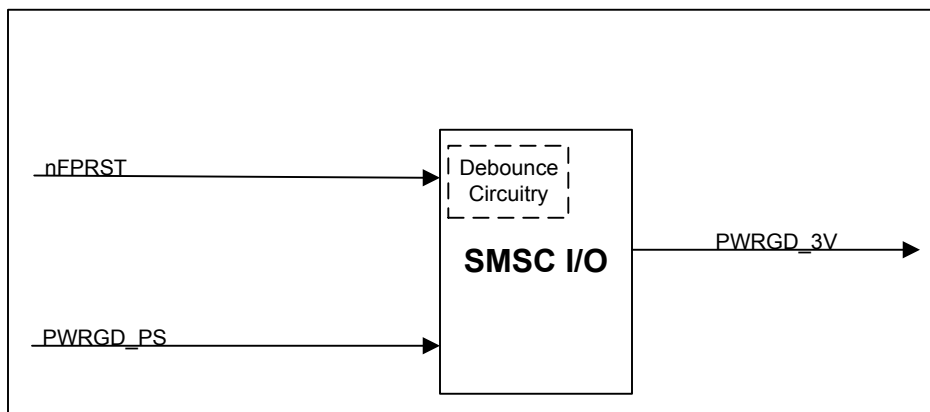 nFPRST
Debounce
Circuitry
SMSC I/O
PWRGD_3V
PWRGD_PS